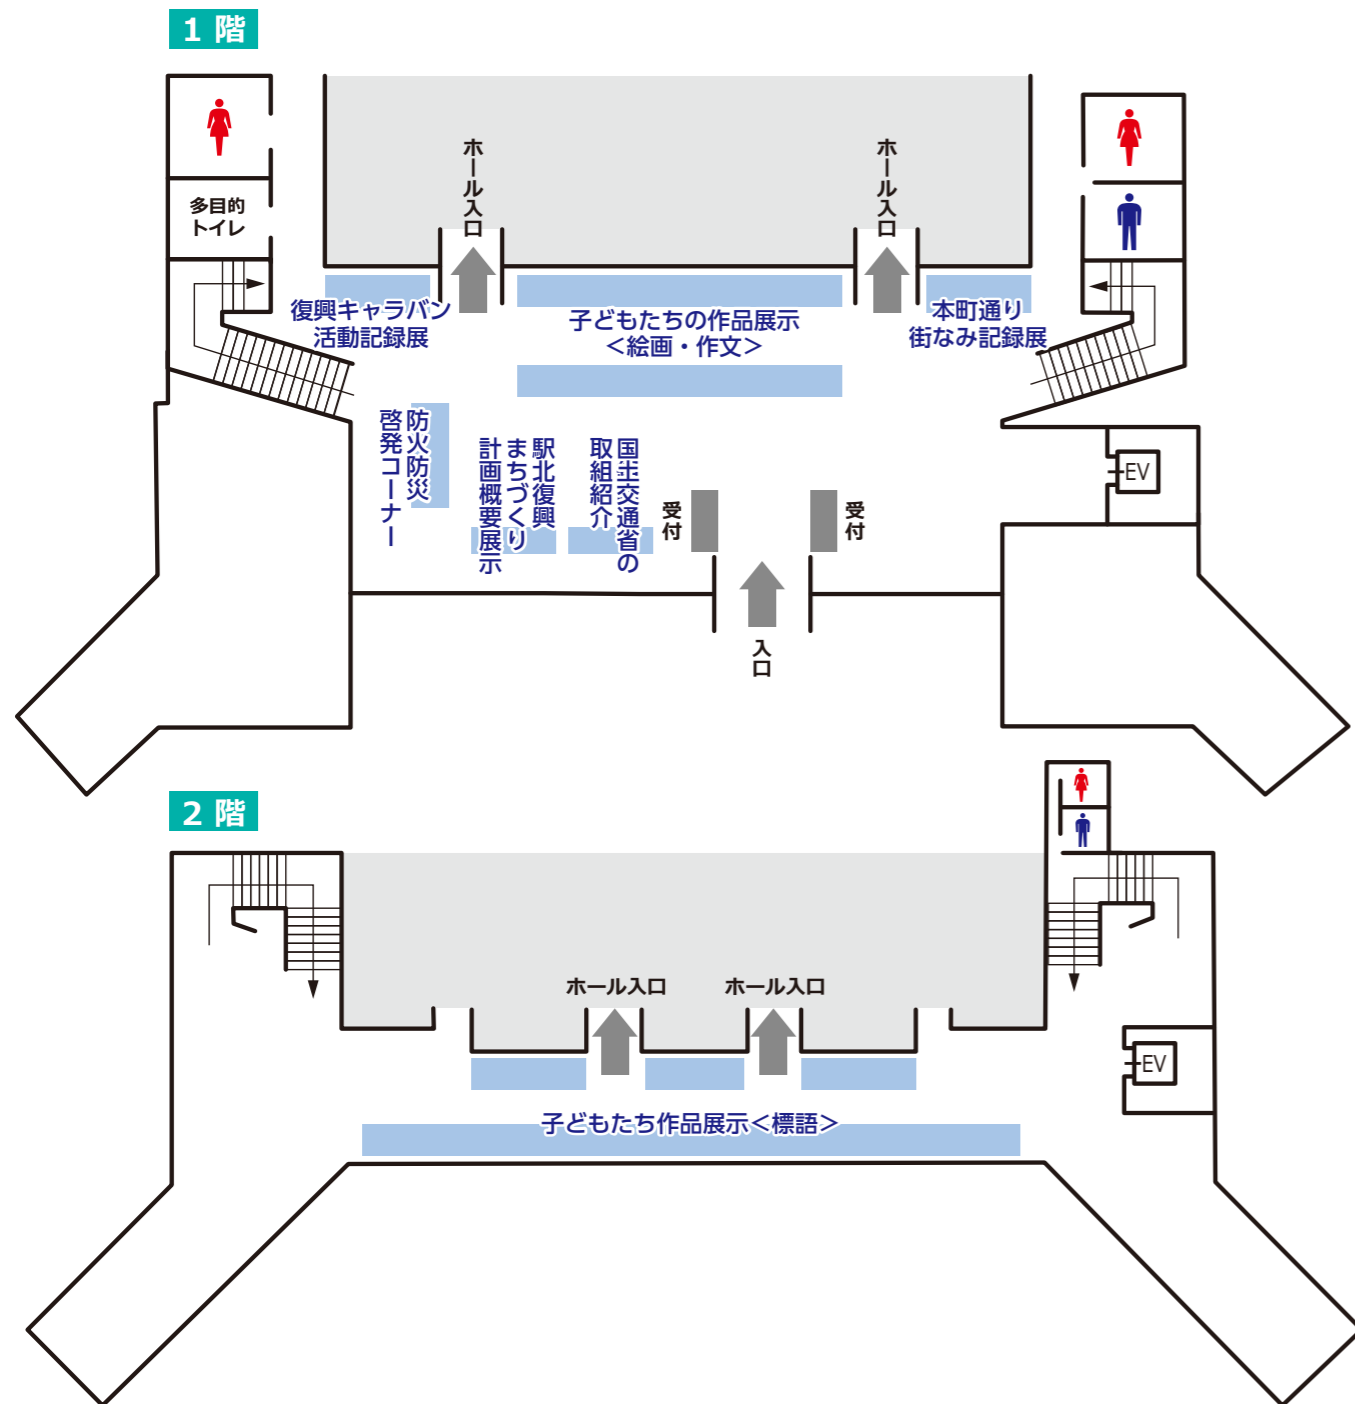 1 階
多目的
トイレ
ホール入口
ホール入口
復興キャラバン
活動記録展
子どもたちの作品展示
＜絵画・作文＞
本町通り
街なみ記録展
防火防災
啓発コーナー
駅北復興
まちづくり
計画概要展示
国土交通省の
取組紹介
受付
受付
EV
入口
2 階
ホール入口
ホール入口
EV
子どもたち作品展示＜標語＞